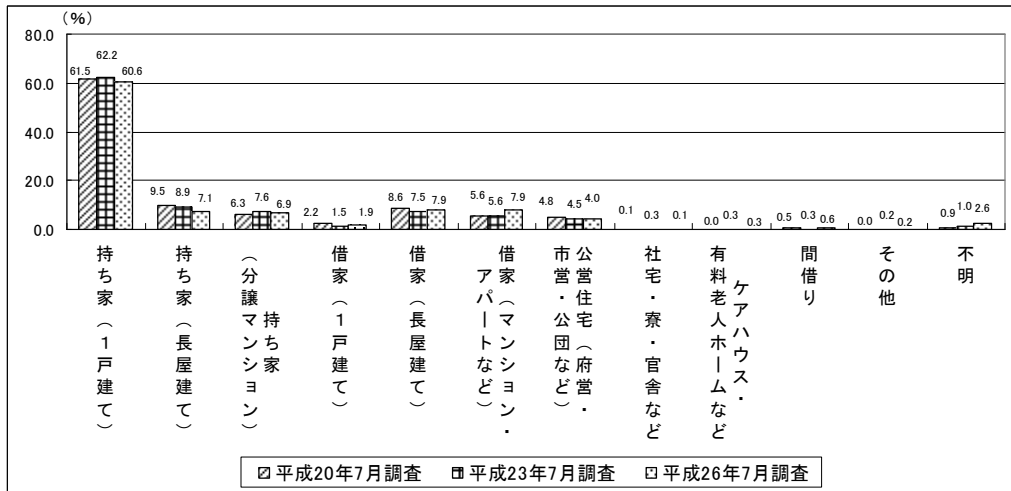 (%)
80.0
60.0
40.0
20.0
0.0
61.5 62.2 60.6
9.5 8.9 7.1
6.3 7.6 6.9
2.2 1.5 1.9
8.6 7.5 7.9
5.6 5.6 7.9
4.8 4.5 4.0
0.1 0.3 0.1
0.0 0.3 0.3
0.5 0.3 0.6
0.0 0.2 0.2
0.9 1.0 2.6
持ち家（１戸建て）
持ち家（長屋建て）
持ち家
（分譲マンション）
借家（１戸建て）
借家（長屋建て）
借家（マンション・
アパートなど）
公営住宅（府営・
市営・公団など）
社宅・寮・官舎など
ケアハウス・
有料老人ホームなど
間借り
その他
不明
平成20年7月調査 平成23年7月調査 平成26年7月調査